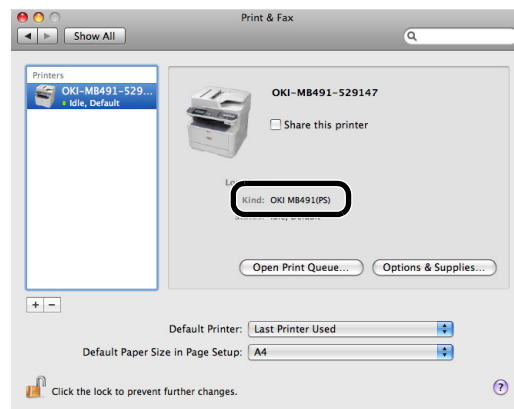 Print & Fax
Show All
Printers
OKI-MB491-529...
Idle, Default
OKI-MB491-529147
Share this printer
Kind: OKI MB491(PS)
Open Print Queue...
Options & Supplies...
+ −
Default Printer: Last Printer Used
Default Paper Size in Page Setup: A4
Click the lock to prevent further changes.
?